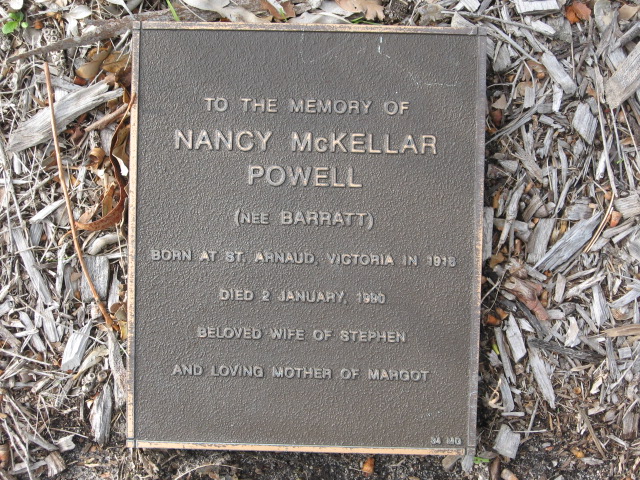 TO THE MEMORY OF
NANCY McKELLAR
POWELL
(NEE BARRATT)
BORN AT ST. ARNAUD, VICTORIA IN 1918
DIED 2 JANUARY, 1990
BELOVED WIFE OF STEPHEN
AND LOVING MOTHER OF MARGOT